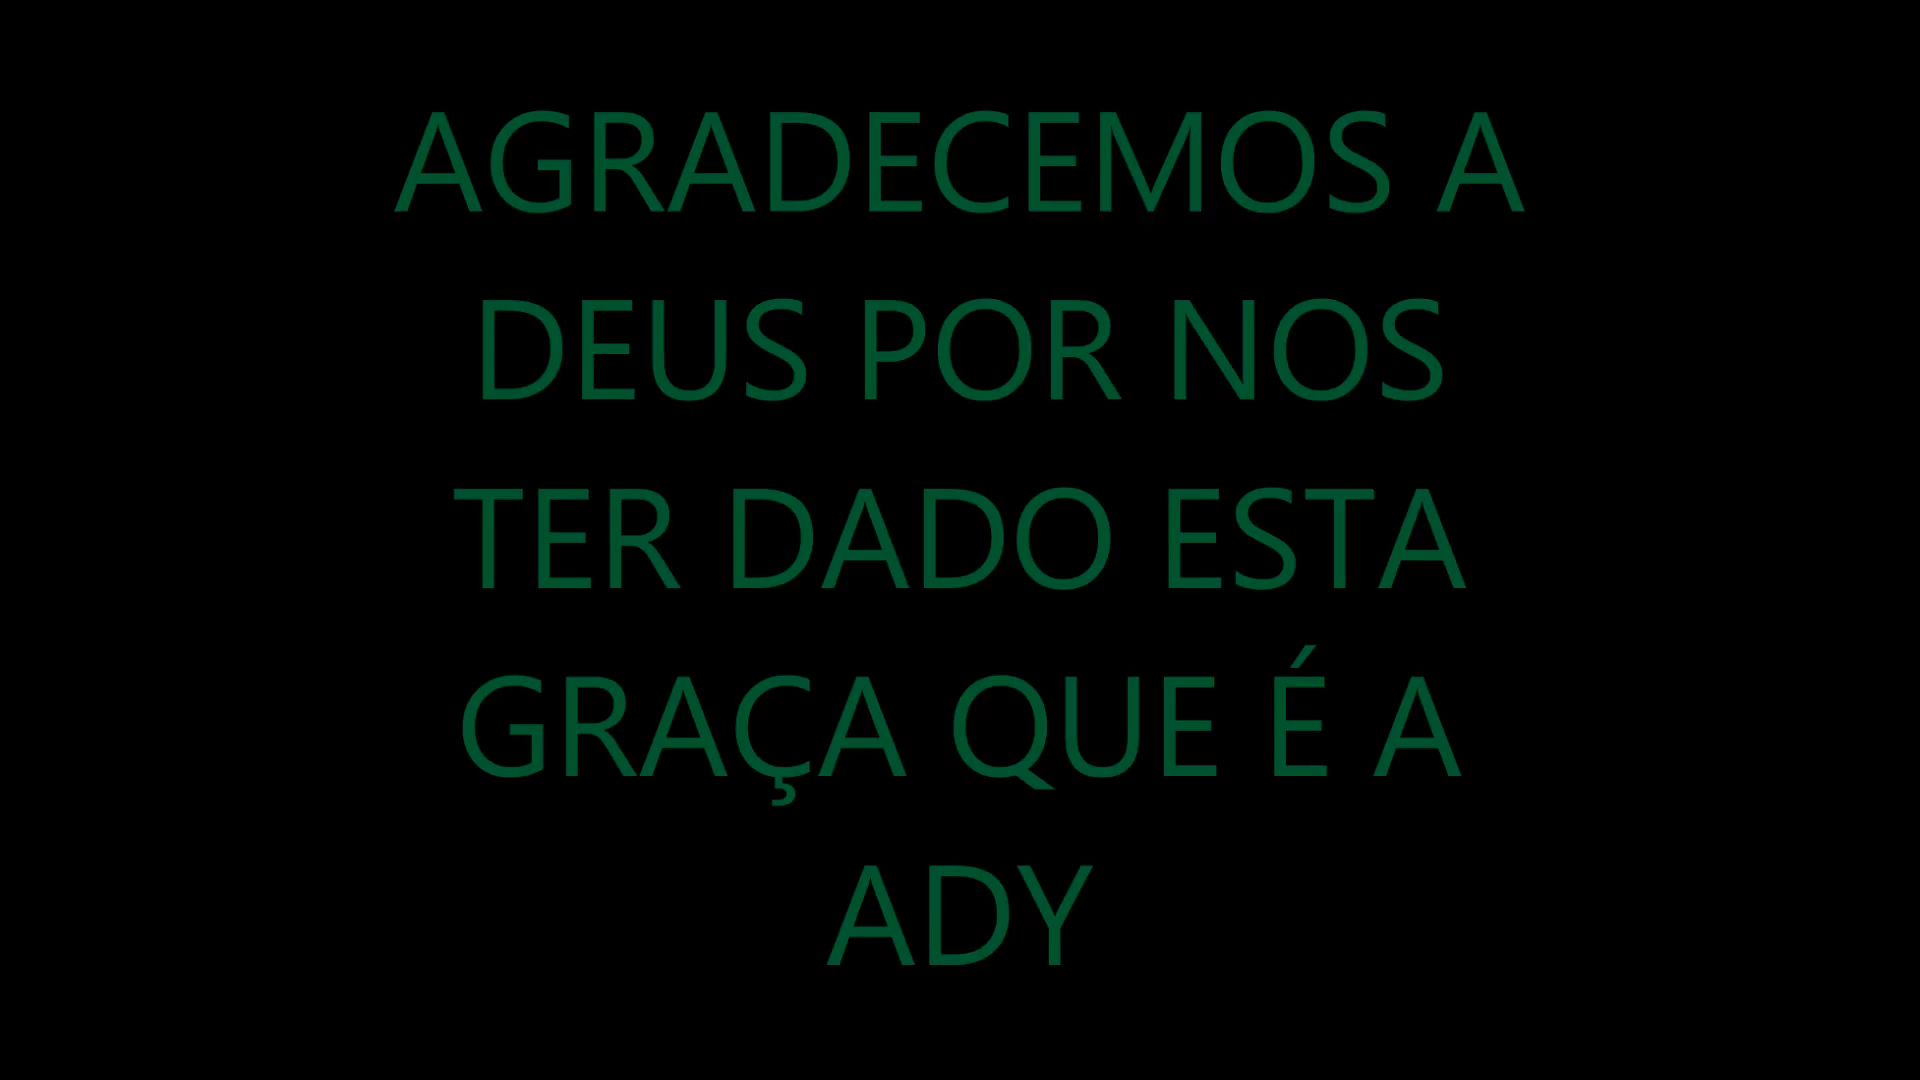 AGRADECEMOS A
DEUS POR NOS
TER DADO ESTA
GRAÇA QUE É A
ADY